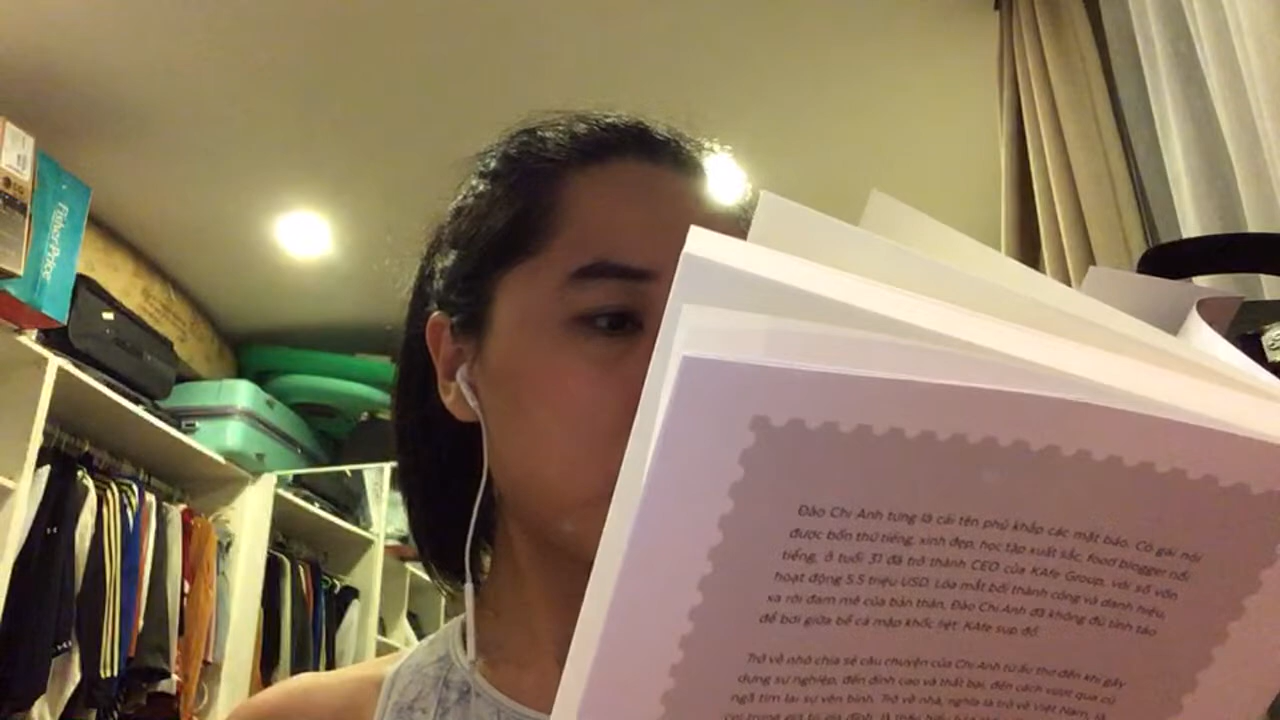 LG
Fisher Price
Đào Chi Anh từng là cái tên phủ khắp các mặt báo. Cô gái nói
được bốn thứ tiếng, xinh đẹp, học tập xuất sắc, food blogger nổi
tiếng, ở tuổi 31 đã trở thành CEO của KAfe Group, với số vốn
hoạt động 5.5 triệu USD. Lóa mắt bởi thành công và danh hiệu,
xa rời đam mê của bản thân, Đào Chi Anh đã không đủ tỉnh táo
để bơi giữa bể cá mập khốc liệt. KAfe sụp đổ.
Trở về nhà chia sẻ câu chuyện của Chi Anh từ ấu thơ đến khi gây
dựng sự nghiệp, đến đỉnh cao và thất bại, đến cách vượt qua cú
ngã tìm lại sự yên bình. Trở về nhà, nghĩa là trở về Việt Nam,